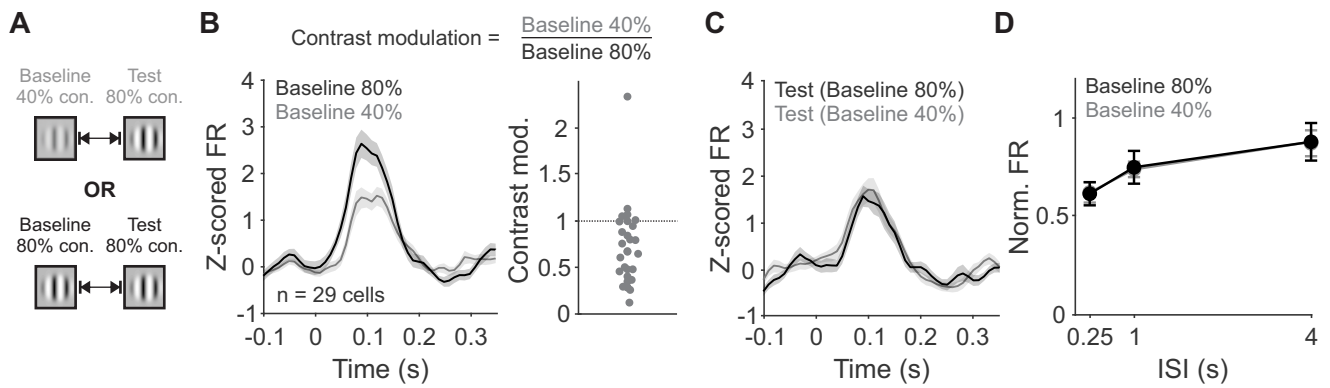 A
Baseline Test
40% con. 80% con.
OR
Baseline Test
80% con. 80% con.
B
Contrast modulation = Baseline 40%
Baseline 80%
Z-scored FR
4
3
2
1
0
-1
Baseline 80%
Baseline 40%
n = 29 cells
-0.1 0 0.1 0.2 0.3
Time (s)
Contrast mod.
2
1
0.5
0
C
Z-scored FR
4
3
2
1
0
-1
Test (Baseline 80%)
Test (Baseline 40%)
-0.1 0 0.1 0.2 0.3
Time (s)
D
Norm. FR
1
0.5
0
Baseline 80%
Baseline 40%
0.25 1 4
ISI (s)